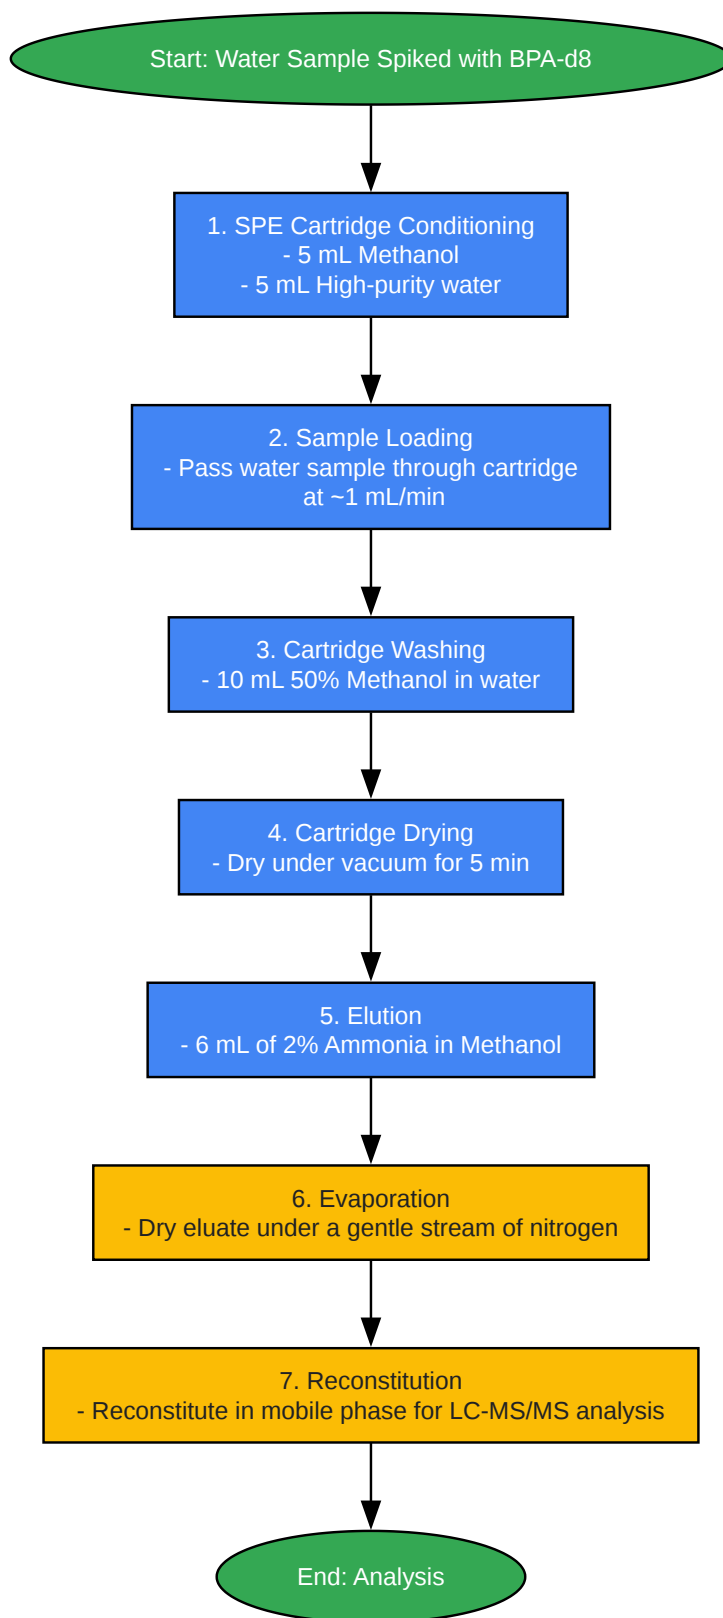 Start: Water Sample Spiked with BPA-d8
1. SPE Cartridge Conditioning
- 5 mL Methanol
- 5 mL High-purity water
2. Sample Loading
- Pass water sample through cartridge
at ~1 mL/min
3. Cartridge Washing
- 10 mL 50% Methanol in water
4. Cartridge Drying
- Dry under vacuum for 5 min
5. Elution
- 6 mL of 2% Ammonia in Methanol
6. Evaporation
- Dry eluate under a gentle stream of nitrogen
7. Reconstitution
- Reconstitute in mobile phase for LC-MS/MS analysis
End: Analysis